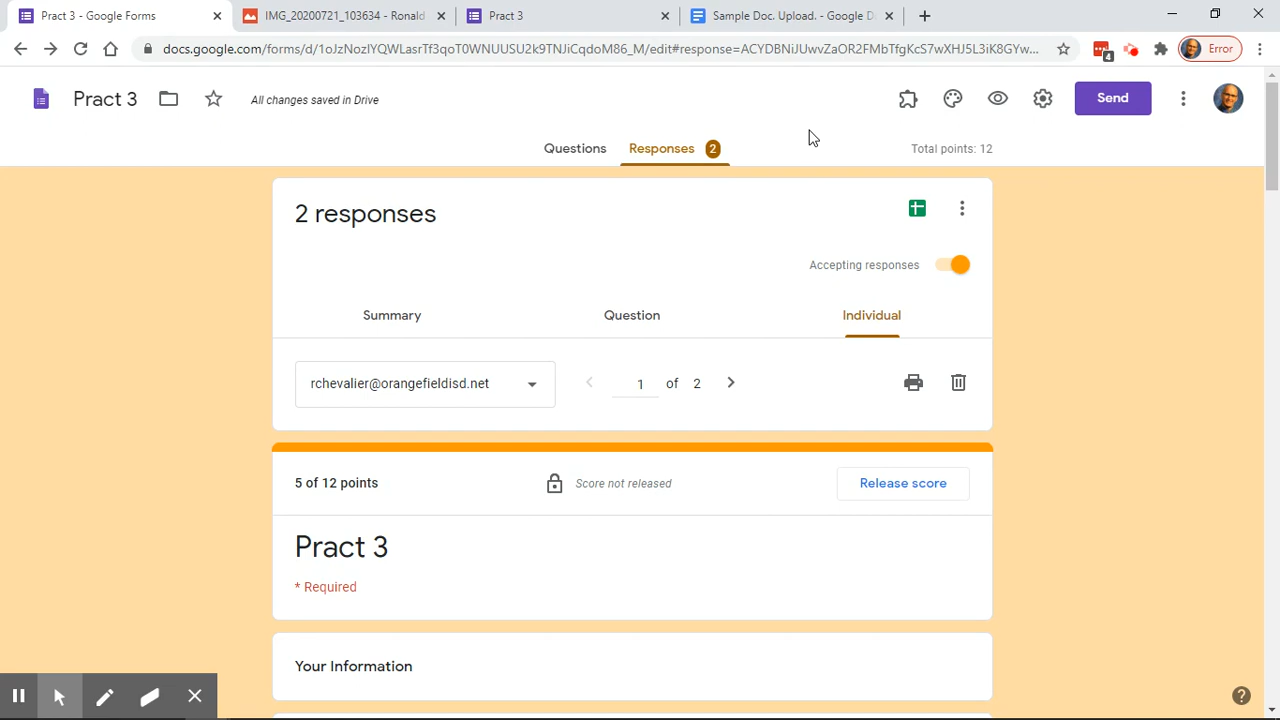 Pract 3 - Google Forms
IMG_20200721_103634 - Ronald
Pract 3
Sample Doc. Upload. - Google D
docs.google.com/forms/d/1oJzNozIYQWLasrTf3qoT0WNUUSU2k9TNJiCqdoM86_M/edit#response=ACYDBNiJUwvZaOR2FMbTfgKcS7wXHJ5L3iK8GYw...
4
Error
Pract 3
All changes saved in Drive
Send
Questions
Responses 2
Total points: 12
2 responses
Accepting responses
Summary
Question
Individual
rchevalier@orangefieldisd.net
1 of 2
5 of 12 points
Score not released
Release score
Pract 3
* Required
Your Information